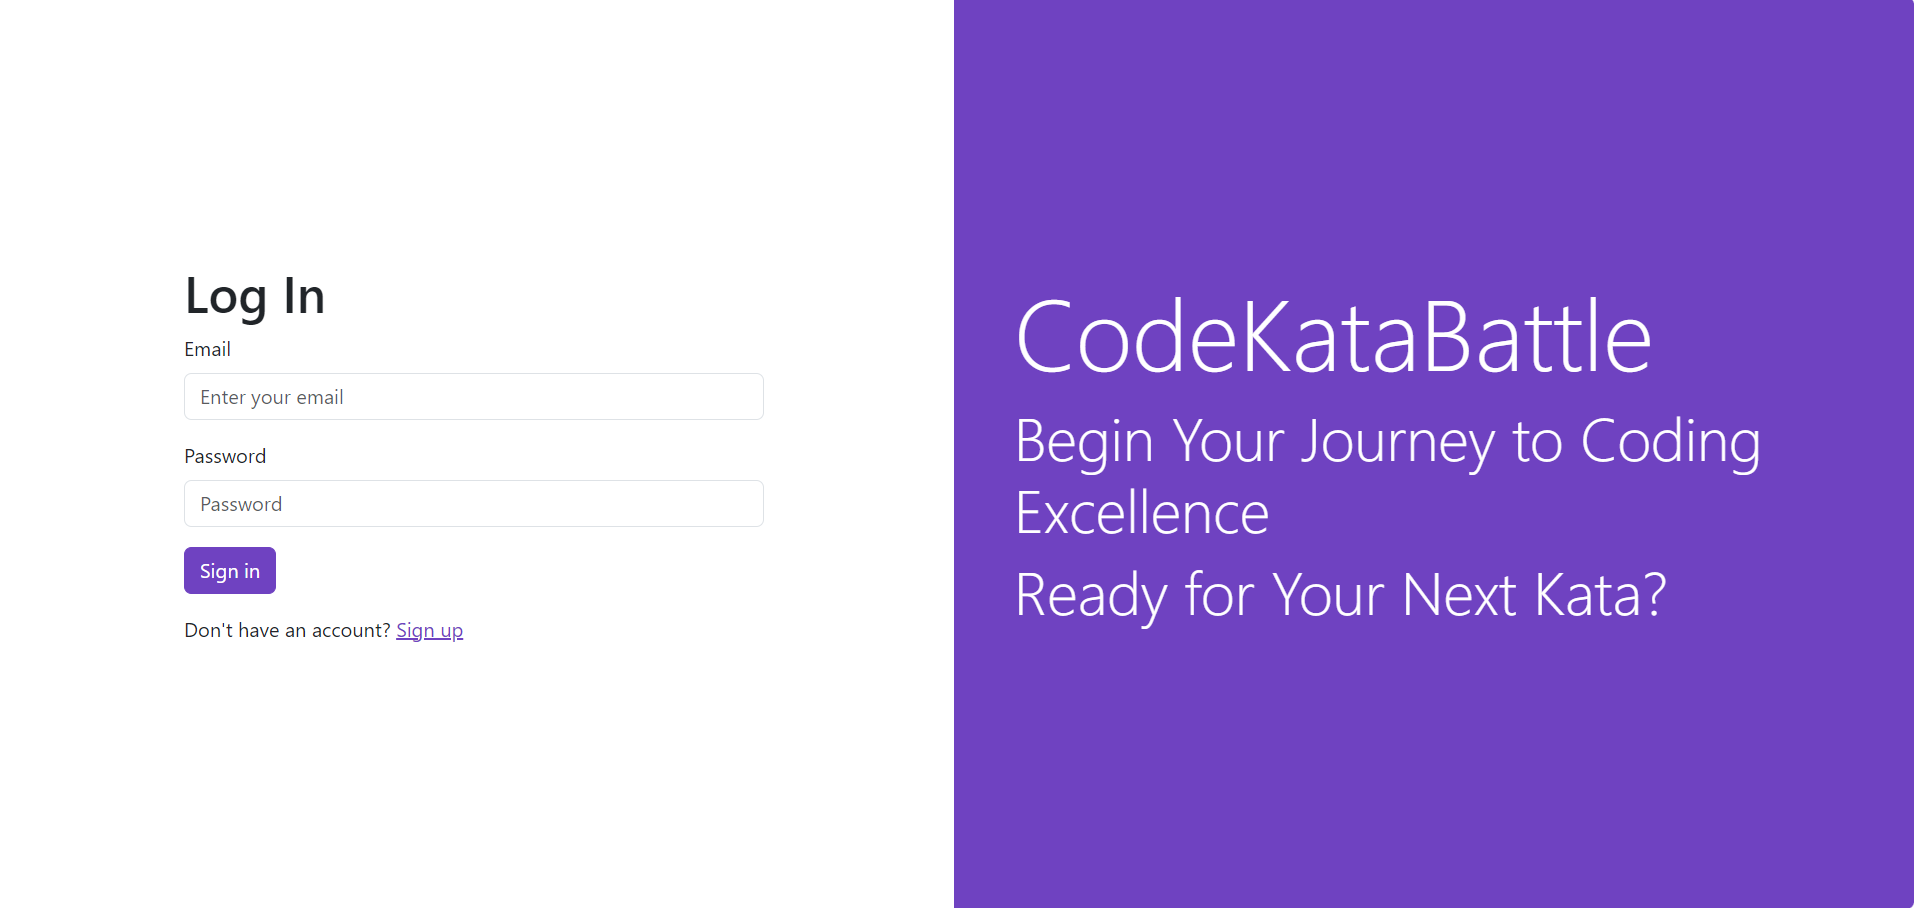 Log In
Email
Enter your email
Password
Password
Sign in
Don't have an account? Sign up
CodeKataBattle
Begin Your Journey to Coding
Excellence
Ready for Your Next Kata?